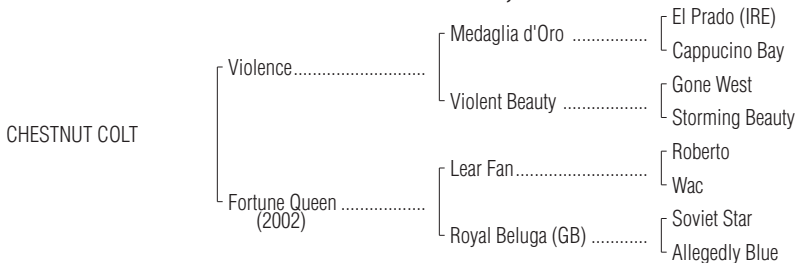 El Prado (IRE)
Medaglia d'Oro ..................
Cappucino Bay
Violence...............................
Gone West
Violent Beauty ....................
Storming Beauty
CHESTNUT COLT
Roberto
Lear Fan...............................
Wac
Fortune Queen ....................
(2002)
Soviet Star
Royal Beluga (GB) .............
Allegedly Blue